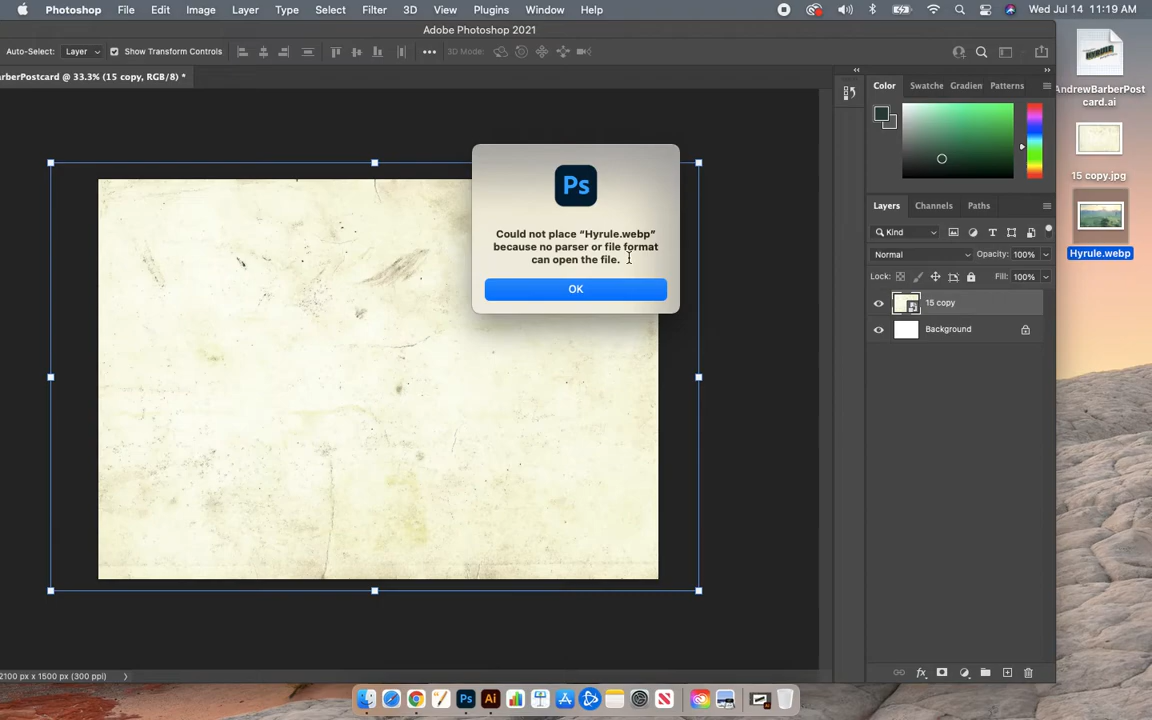 Photoshop File Edit Image Layer Type Select Filter 3D View Plugins Window Help Wed Jul 14 11:19 AM
Adobe Photoshop 2021
Auto-Select: Layer Show Transform Controls 3D Mode:
rberPostcard @ 33.3% (15 copy, RGB/8) *
Color Swatche Gradien Patterns
AndrewBarberPost
card.ai
15 copy.jpg
Hyrule.webp
Ps
Could not place “Hyrule.webp”
because no parser or file format
can open the file.
OK
Layers Channels Paths
Kind
Normal Opacity: 100%
Lock: Fill: 100%
15 copy
Background
fx
2100 px x 1500 px (300 ppi)
Ps Ai